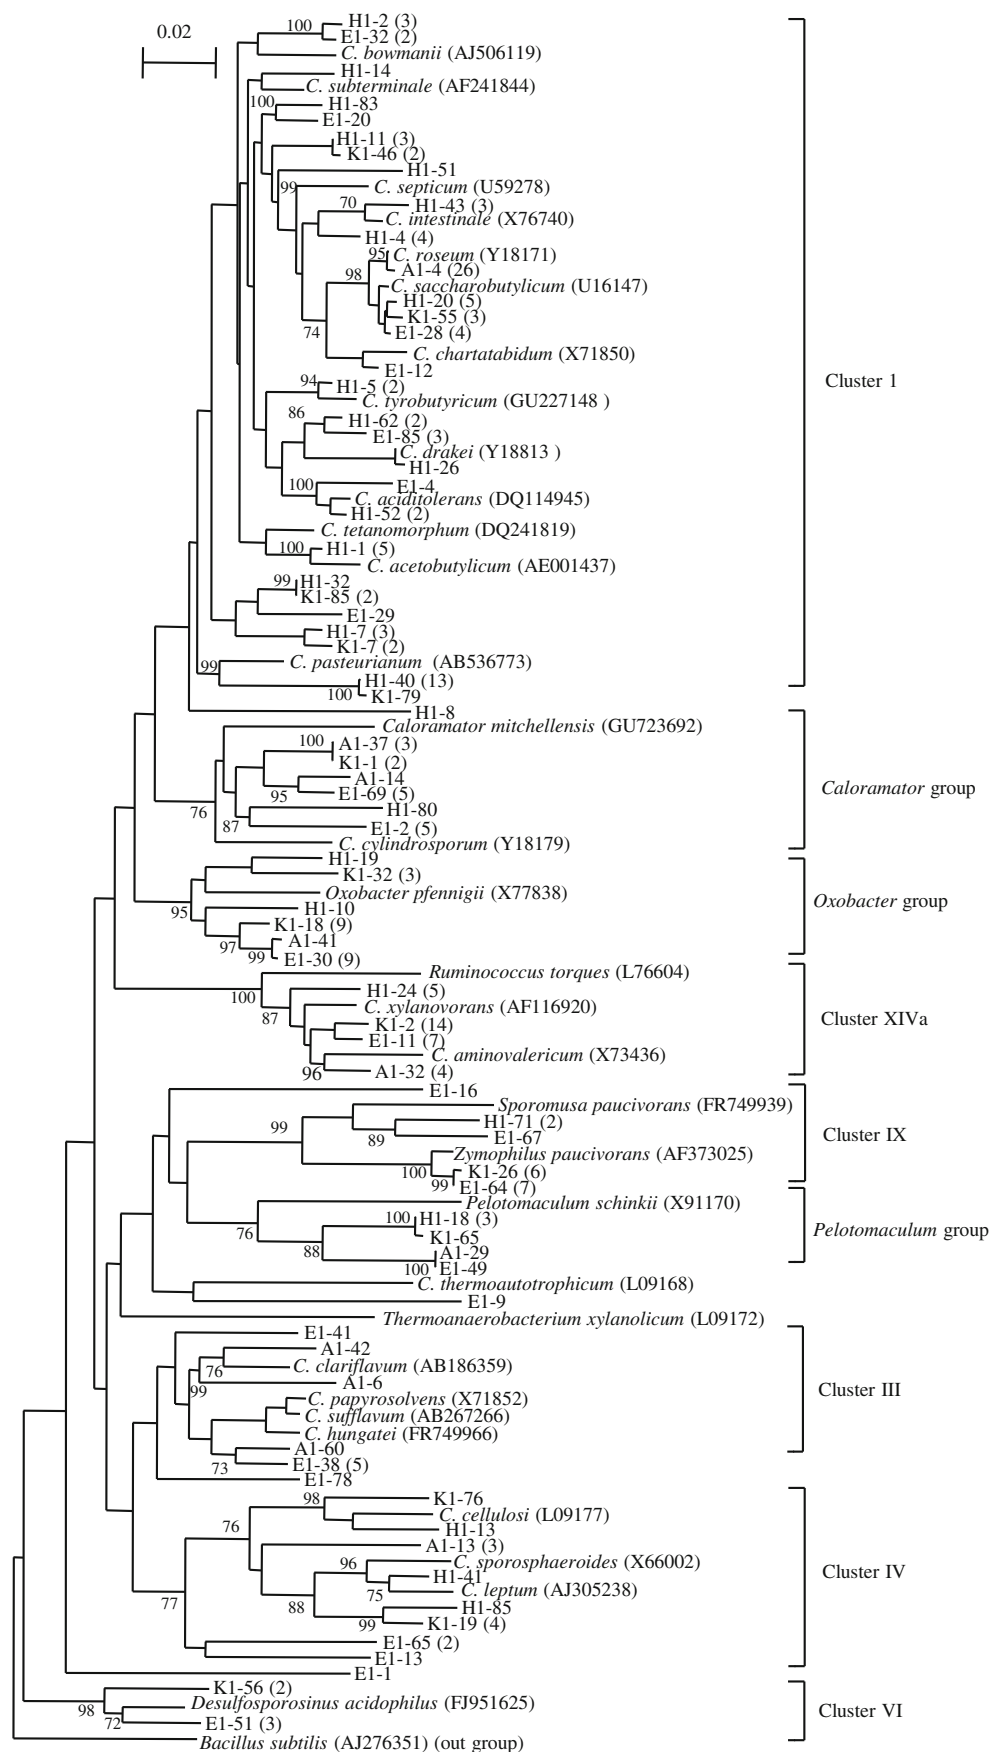 0.02
100
H1-2 (3)
E1-32 (2)
C. bowmanii (AJ506119)
H1-14
C. subterminale (AF241844)
100
H1-83
E1-20
H1-11 (3)
K1-46 (2)
H1-51
99
C. septicum (U59278)
70
H1-43 (3)
C. intestinale (X76740)
H1-4 (4)
95
C. roseum (Y18171)
98
A1-4 (26)
C. saccharobutylicum (U16147)
H1-20 (5)
K1-55 (3)
74
E1-28 (4)
C. chartatabidum (X71850)
E1-12
Cluster 1
94
H1-5 (2)
C. tyrobutyricum (GU227148 )
86
H1-62 (2)
E1-85 (3)
C. drakei (Y18813 )
H1-26
100
E1-4
C. aciditolerans (DQ114945)
H1-52 (2)
C. tetanomorphum (DQ241819)
100
H1-1 (5)
C. acetobutylicum (AE001437)
99
H1-32
K1-85 (2)
E1-29
H1-7 (3)
K1-7 (2)
99
C. pasteurianum (AB536773)
H1-40 (13)
100
K1-79
H1-8
Caloramator mitchellensis (GU723692)
100
A1-37 (3)
K1-1 (2)
A1-14
95
E1-69 (5)
Caloramator group
76
H1-80
87
E1-2 (5)
C. cylindrosporum (Y18179)
H1-19
K1-32 (3)
Oxobacter pfennigii (X77838)
Oxobacter group
95
H1-10
K1-18 (9)
97
A1-41
99
E1-30 (9)
Ruminococcus torques (L76604)
100
H1-24 (5)
87
C. xylanovorans (AF116920)
Cluster XIVa
K1-2 (14)
E1-11 (7)
C. aminovalericum (X73436)
96
A1-32 (4)
E1-16
Sporomusa paucivorans (FR749939)
99
H1-71 (2)
89
E1-67
Cluster IX
Zymophilus paucivorans (AF373025)
100
K1-26 (6)
99
E1-64 (7)
Pelotomaculum schinkii (X91170)
76
100
H1-18 (3)
K1-65
Pelotomaculum group
88
A1-29
100
E1-49
C. thermoautotrophicum (L09168)
E1-9
Thermoanaerobacterium xylanolicum (L09172)
E1-41
A1-42
76
C. clariflavum (AB186359)
99
A1-6
Cluster III
C. papyrosolvens (X71852)
C. sufflavum (AB267266)
C. hungatei (FR749966)
A1-60
73
E1-38 (5)
E1-78
98
K1-76
76
C. cellulosi (L09177)
H1-13
A1-13 (3)
96
C. sporosphaeroides (X66002)
Cluster IV
H1-41
75
C. leptum (AJ305238)
77
88
H1-85
99
K1-19 (4)
E1-65 (2)
E1-13
E1-1
K1-56 (2)
98
Desulfosporosinus acidophilus (FJ951625)
Cluster VI
72
E1-51 (3)
Bacillus subtilis (AJ276351) (out group)